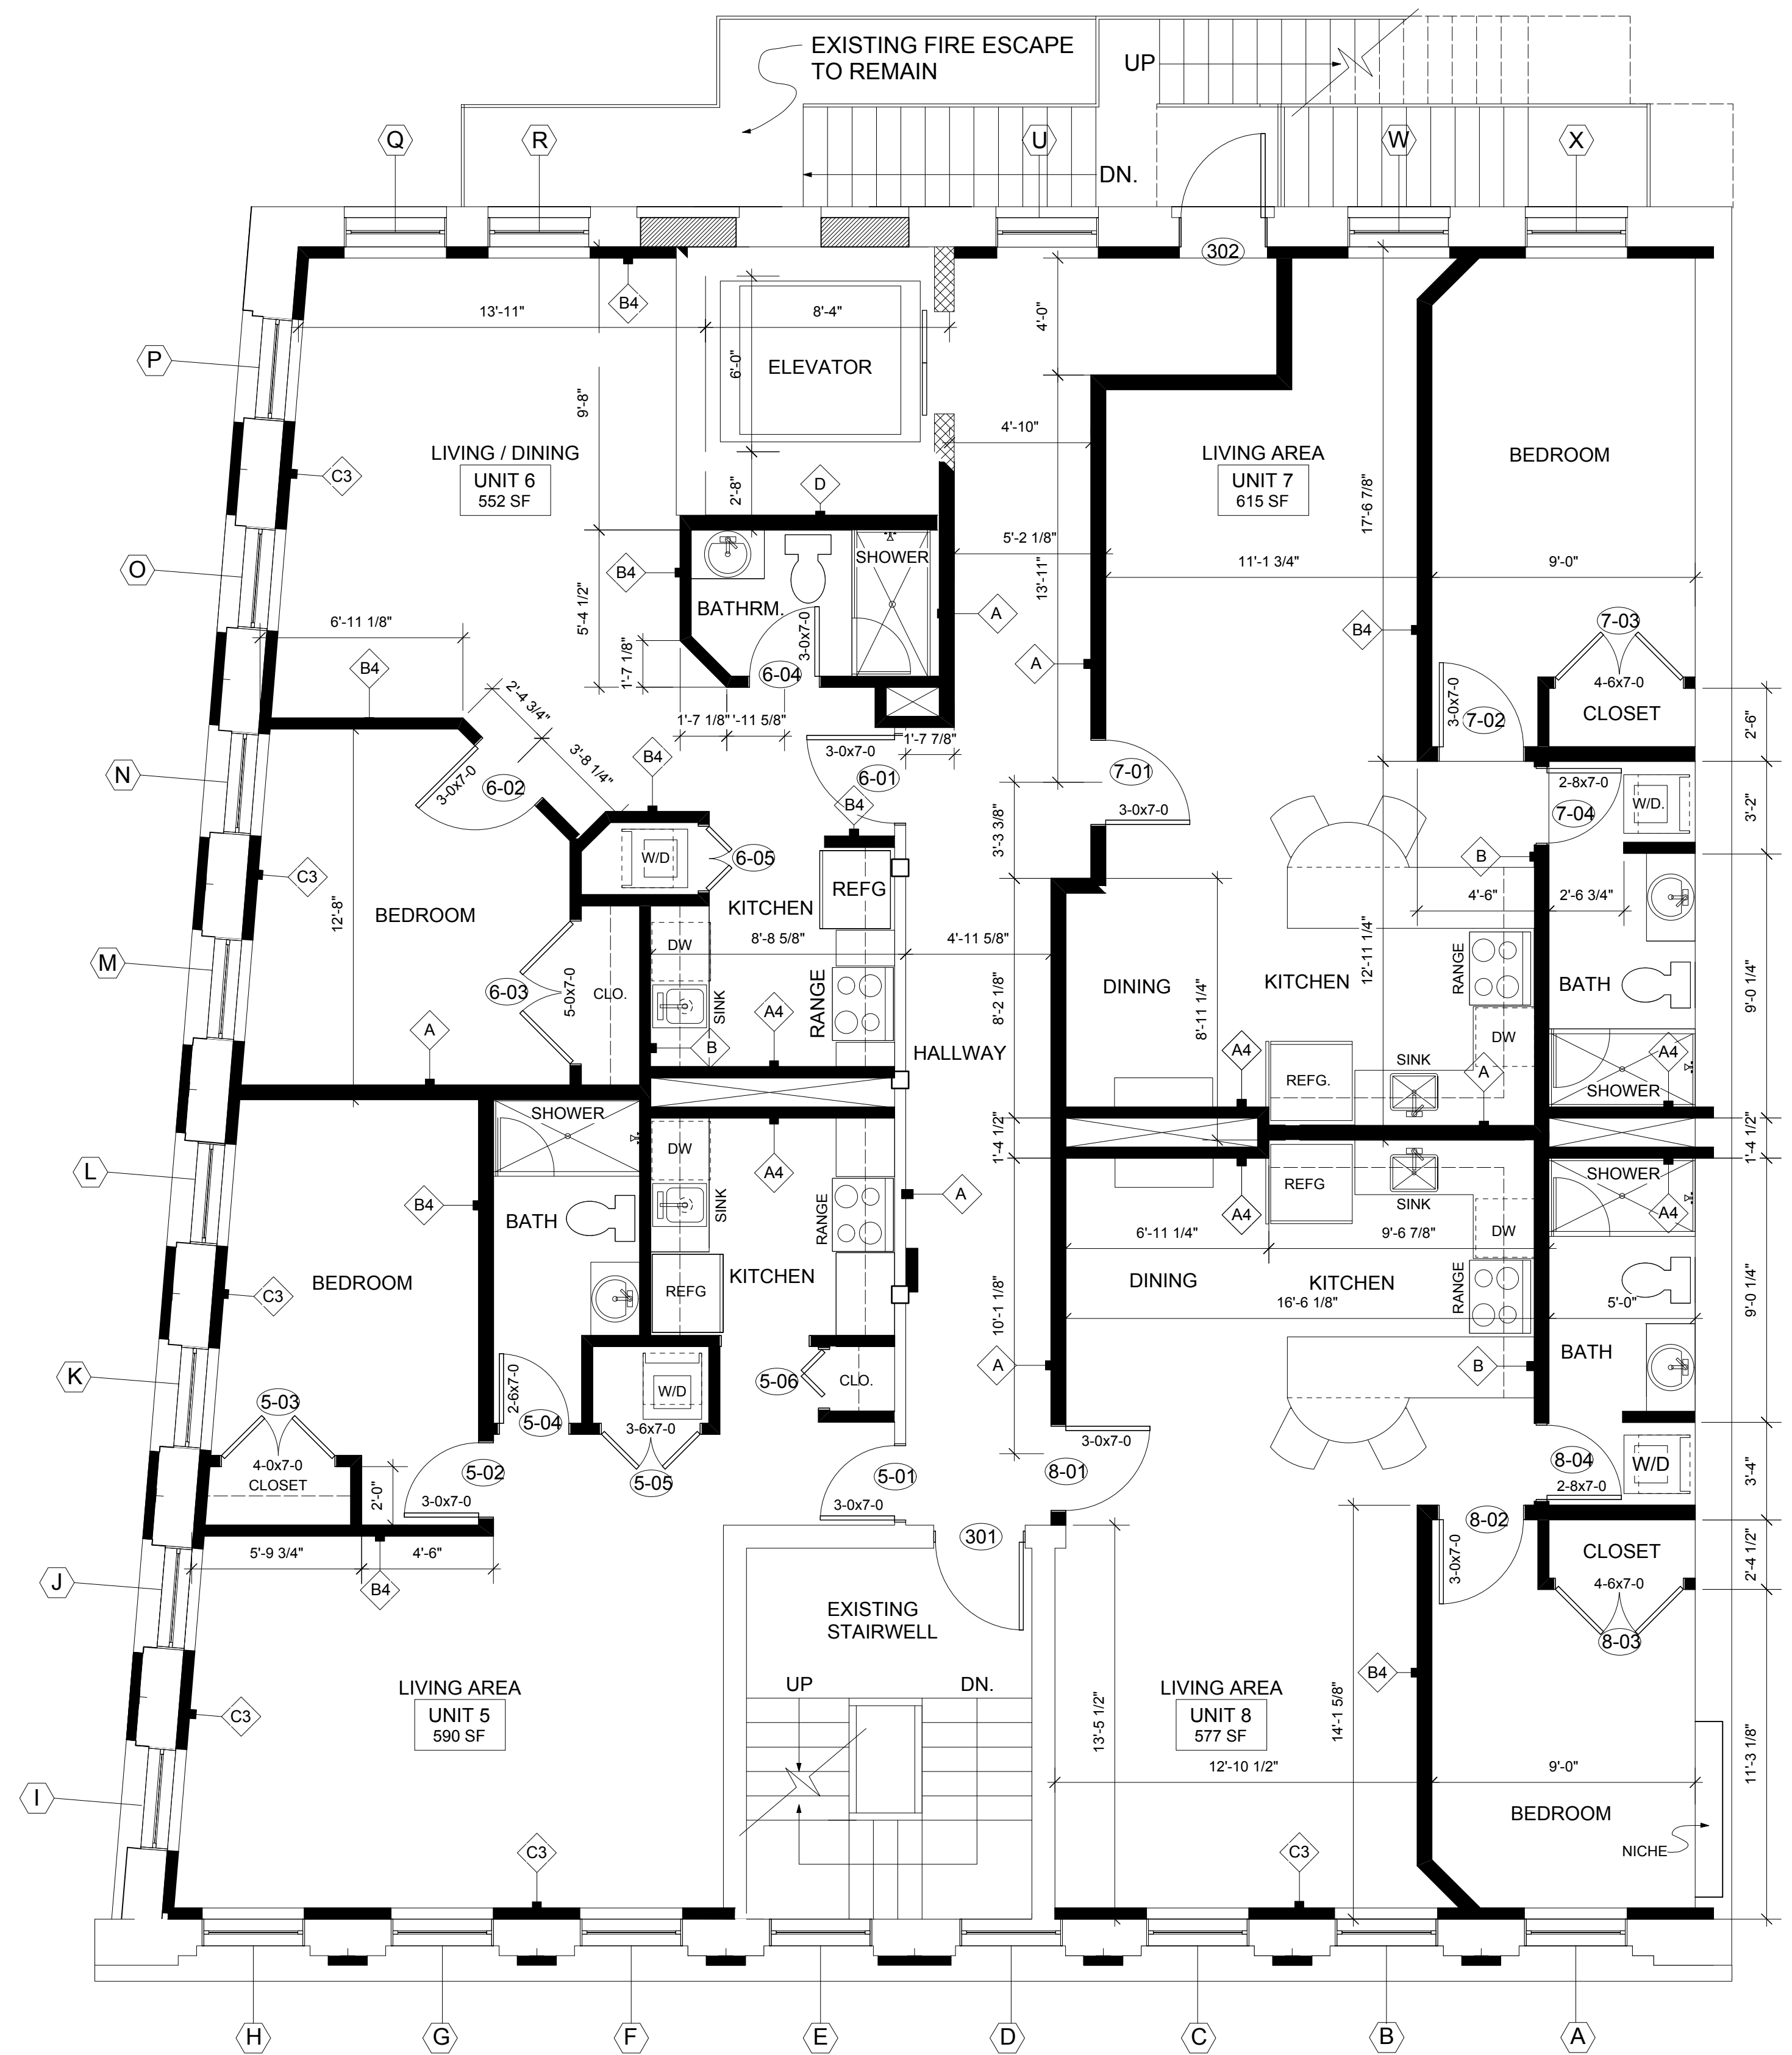 EXISTING FIRE ESCAPE
TO REMAIN
UP
DN.
Q
R
U
W
X
302
B4
13'-11"
8'-4"
4'-0"
P
6'-0"
ELEVATOR
9'-8"
4'-10"
LIVING / DINING
UNIT 6
552 SF
C3
2'-8"
D
LIVING AREA
UNIT 7
615 SF
17'-6 7/8"
BEDROOM
O
B4
5'-4 1/2"
SHOWER
BATHRM.
3-0x7-0
6-04
1'-7 1/8"
5'-2 1/8"
13'-11"
11'-1 3/4"
9'-0"
A
A
B4
7-03
4-6x7-0
CLOSET
2'-6"
3-0x7-0
7-02
6'-11 1/8"
B4
2'-4 3/4"
3'-8 1/4"
1'-7 1/8"
'-11 5/8"
1'-7 7/8"
3-0x7-0
6-01
B4
B4
N
3-0x7-0
6-02
7-01
3-0x7-0
2-8x7-0
7-04
W/D.
3'-2"
3'-3 3/8"
W/D
6-05
REFG
KITCHEN
B
C3
BEDROOM
12'-8"
8'-8 5/8"
4'-11 5/8"
4'-6"
2'-6 3/4"
DW
M
6-03
5-0x7-0
CLO.
SINK
RANGE
A4
B
A
8'-2 1/8"
HALLWAY
DINING
8'-11 1/4"
KITCHEN
12'-11 1/4"
RANGE
BATH
9'-0 1/4"
DW
SINK
A4
REFG.
A
A4
SHOWER
SHOWER
DW
A4
1'-4 1/2"
1'-4 1/2"
L
B4
BATH
SINK
RANGE
A
A4
REFG
SINK
DW
SHOWER
A4
6'-11 1/4"
9'-6 7/8"
BEDROOM
C3
REFG
KITCHEN
10'-1 1/8"
DINING
KITCHEN
16'-6 1/8"
RANGE
5'-0"
9'-0 1/4"
A
B
BATH
K
5-03
4-0x7-0
CLOSET
2'-0"
2-6x7-0
5-04
W/D
3-6x7-0
5-05
5-06
CLO.
5-02
3-0x7-0
5-01
3-0x7-0
8-01
3-0x7-0
8-04
2-8x7-0
W/D
3'-4"
301
8-02
3-0x7-0
CLOSET
4-6x7-0
8-03
2'-4 1/2"
5'-9 3/4"
4'-6"
B4
J
EXISTING
STAIRWELL
UP
DN.
LIVING AREA
UNIT 5
590 SF
C3
13'-5 1/2"
LIVING AREA
UNIT 8
577 SF
14'-1 5/8"
B4
12'-10 1/2"
9'-0"
BEDROOM
NICHE
11'-3 1/8"
I
C3
C3
H
G
F
E
D
C
B
A